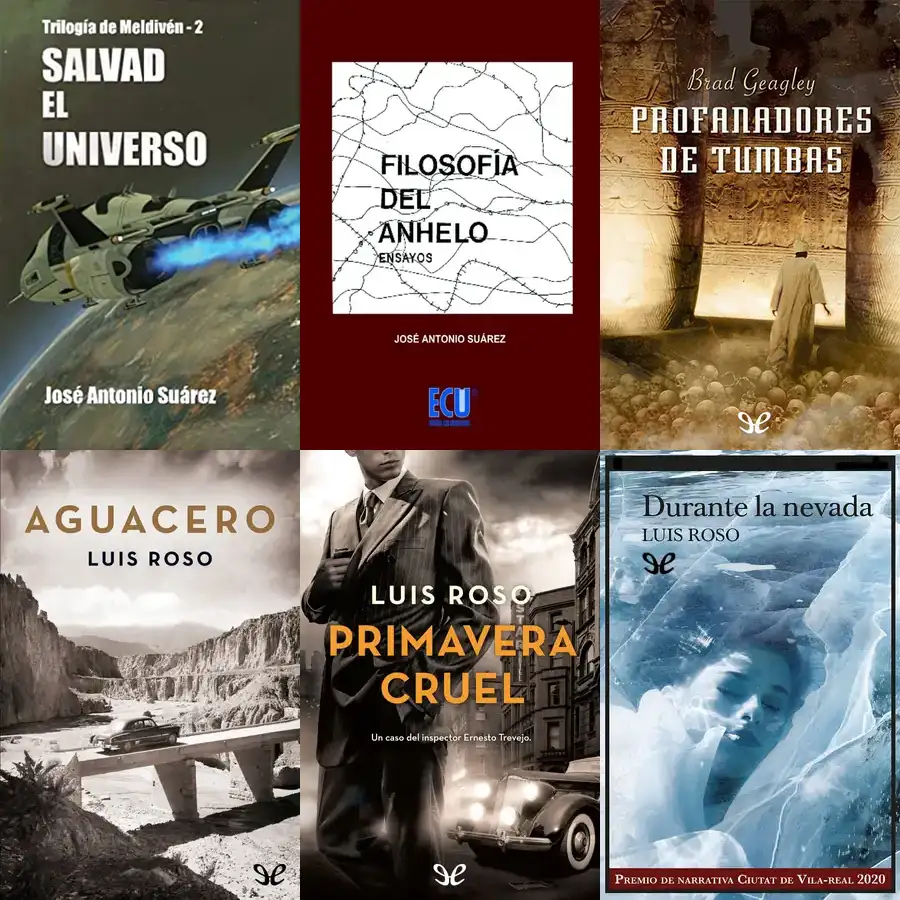 Trilogía de Meldivén - 2
SALVAD
EL
UNIVERSO
José Antonio Suárez
FILOSOFÍA
DEL
ANHELO
ENSAYOS
JOSÉ ANTONIO SUÁREZ
ECU
Brad Geagley
PROFANADORES
DE TUMBAS
AGUACERO
LUIS ROSO
LUIS ROSO
PRIMAVERA
CRUEL
Un caso del inspector Ernesto Trevejo.
Durante la nevada
LUIS ROSO
PREMIO DE NARRATIVA CIUTAT DE VILA-REAL 2020